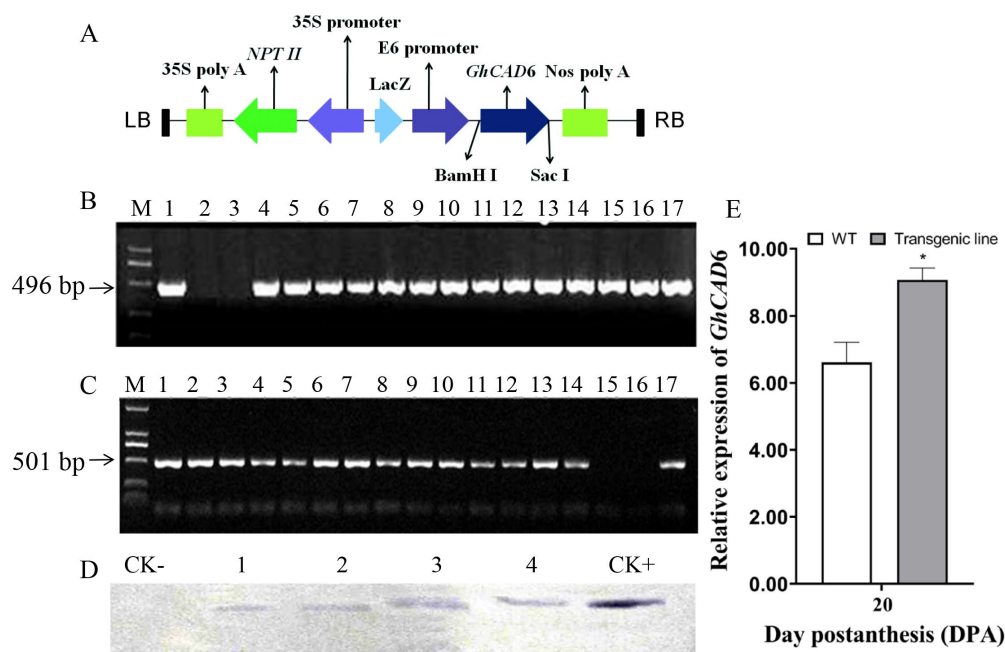 A
35S promoter
NPT II
E6 promoter
35S poly A
LacZ
GhCAD6
Nos poly A
LB
RB
BamH I
Sac I
B
M 1 2 3 4 5 6 7 8 9 10 11 12 13 14 15 16 17
496 bp
C
M 1 2 3 4 5 6 7 8 9 10 11 12 13 14 15 16 17
501 bp
D
CK- 1 2 3 4 CK+
E
WT Transgenic line
Relative expression of GhCAD6
10.00
8.00
6.00
4.00
2.00
0.00
*
20
Day postanthesis (DPA)